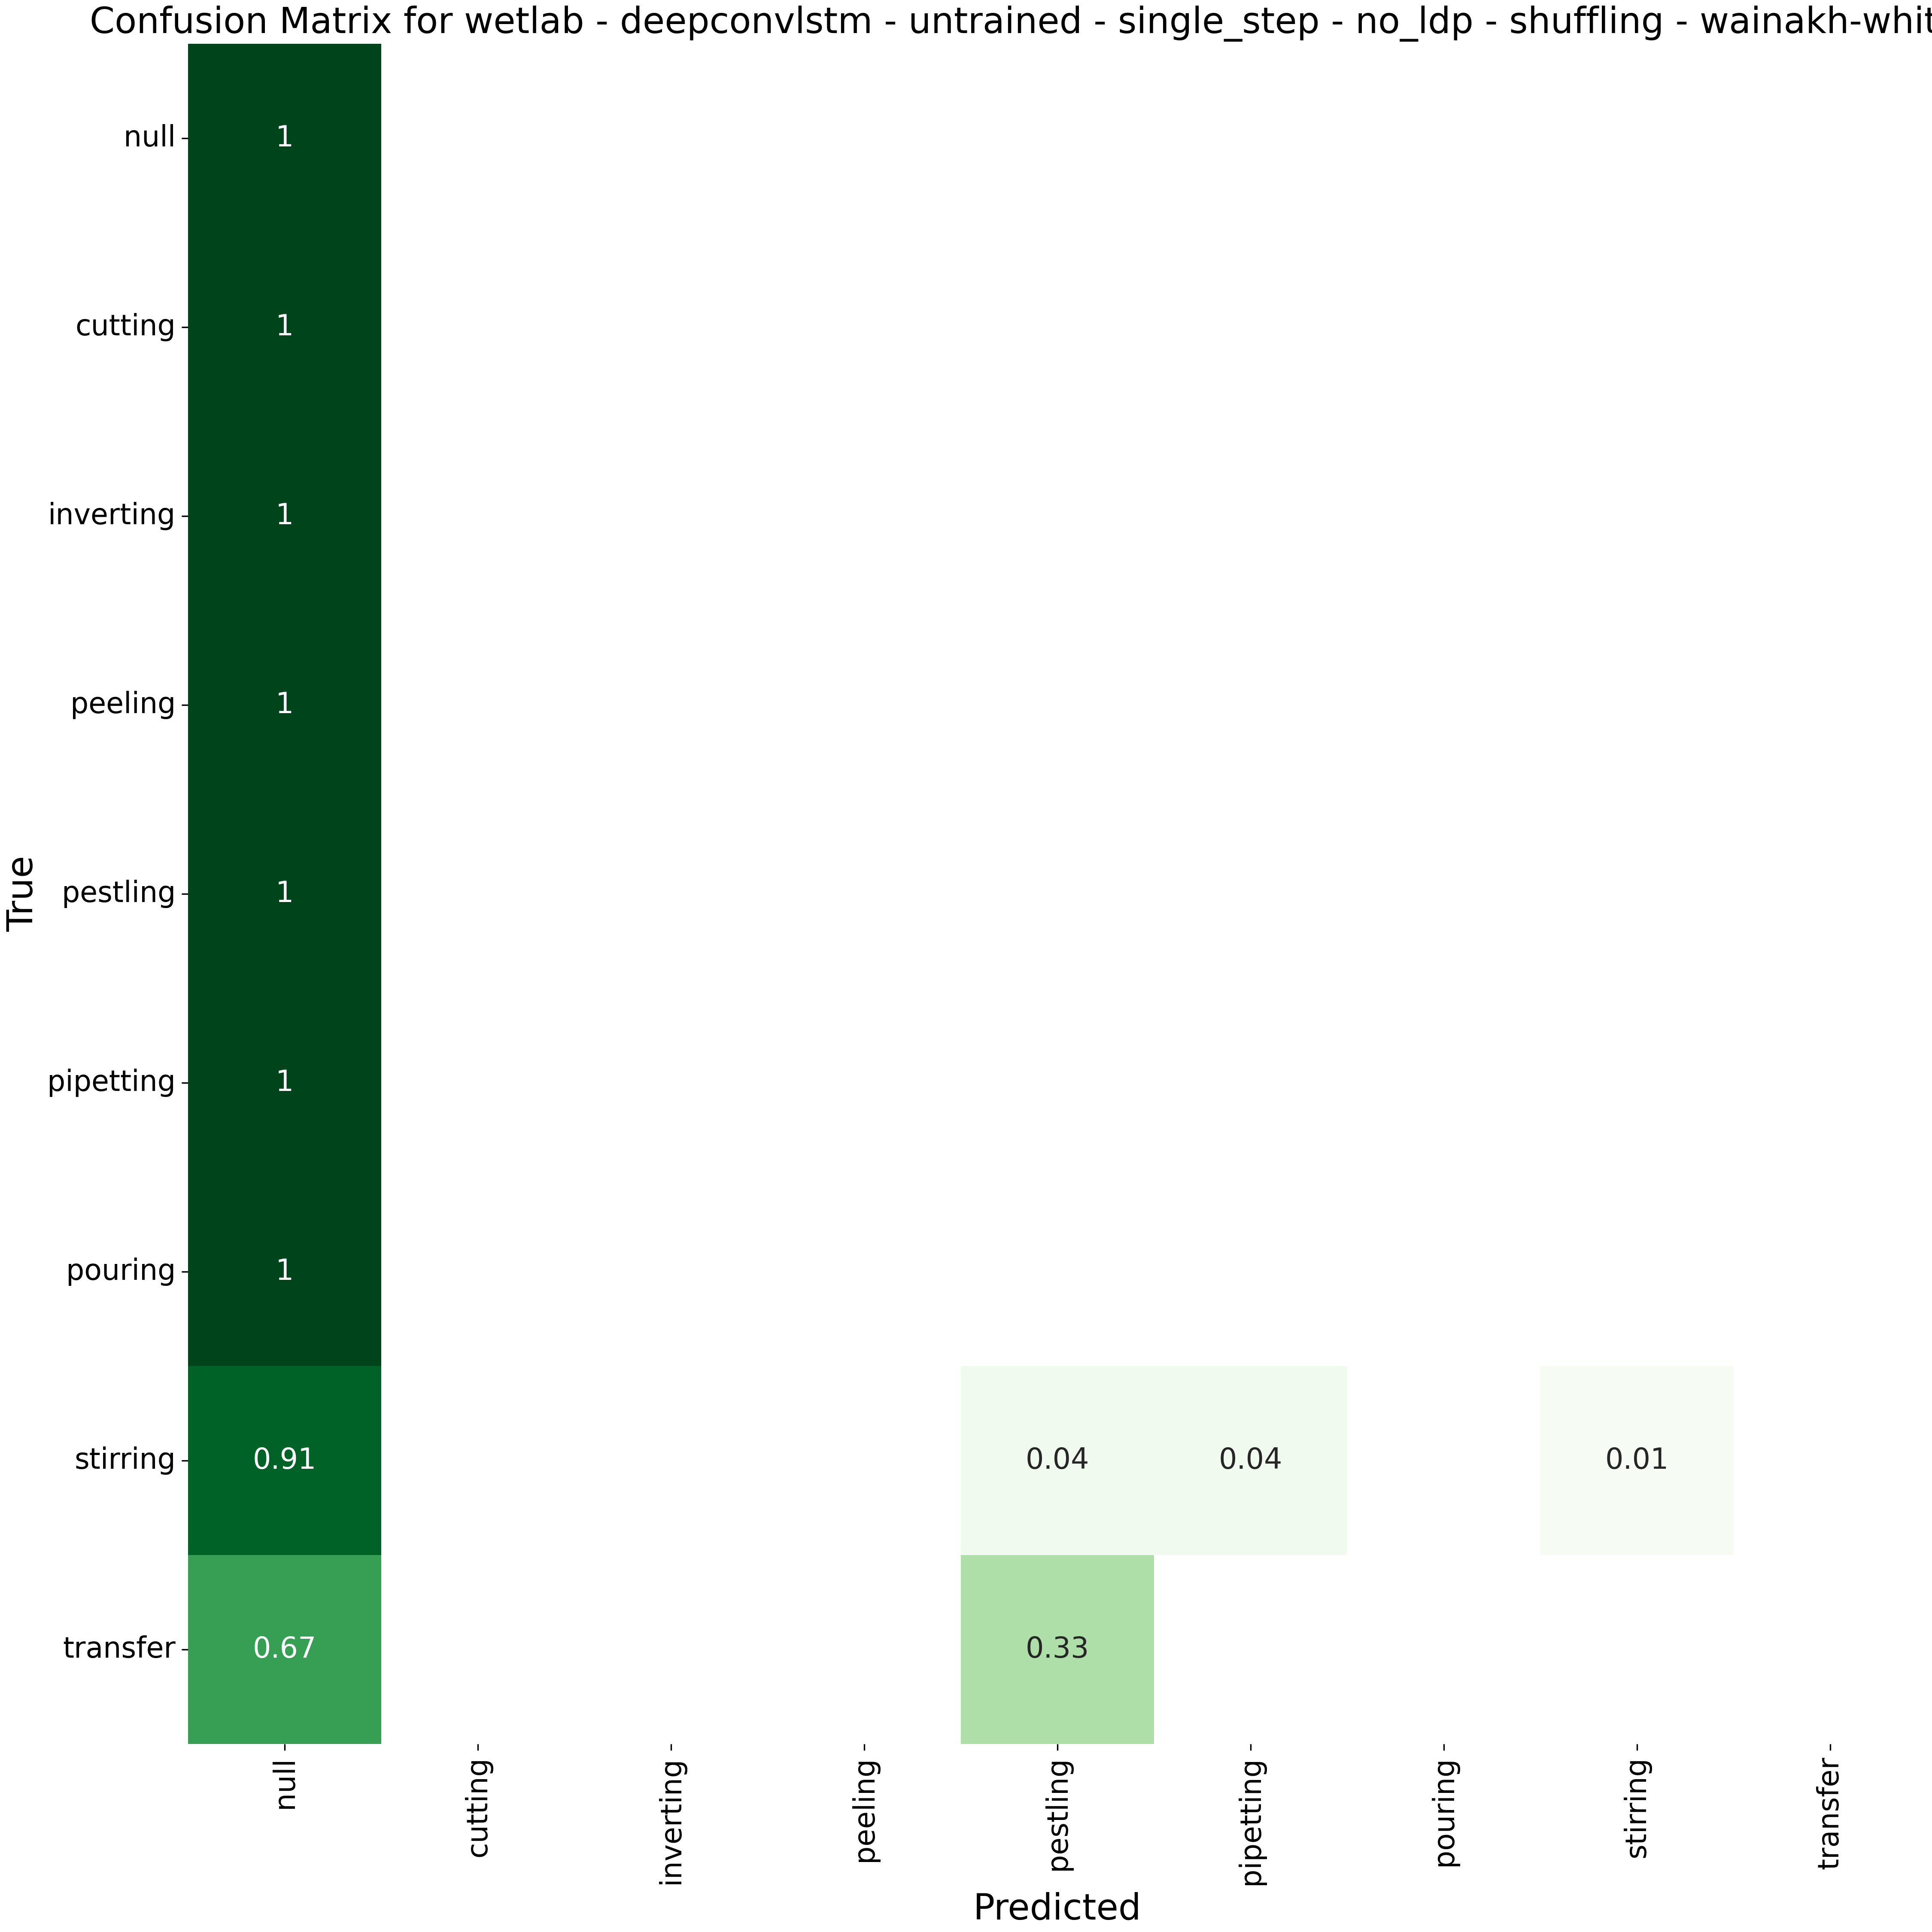 Confusion Matrix for wetlab - deepconvlstm - untrained - single_step - no_ldp - shuffling - wainakh-whit
null 1
cutting 1
inverting 1
peeling 1
pestling 1
pipetting 1
pouring 1
stirring 0.91 0.04 0.04 0.01
transfer 0.67 0.33
True
null cutting inverting peeling pestling pipetting pouring stirring transfer
Predicted